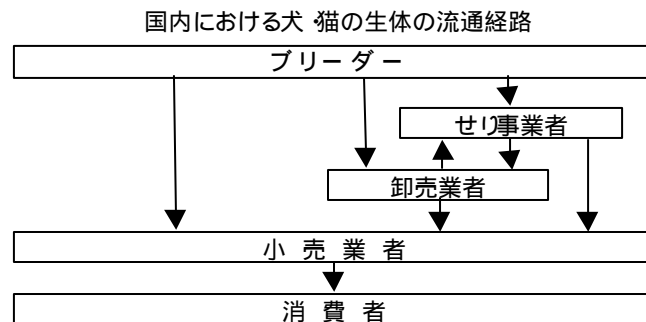 国内における犬・猫の生体の流通経路
ブリーダー
せり事業者
卸売業者
小売業者
消費者